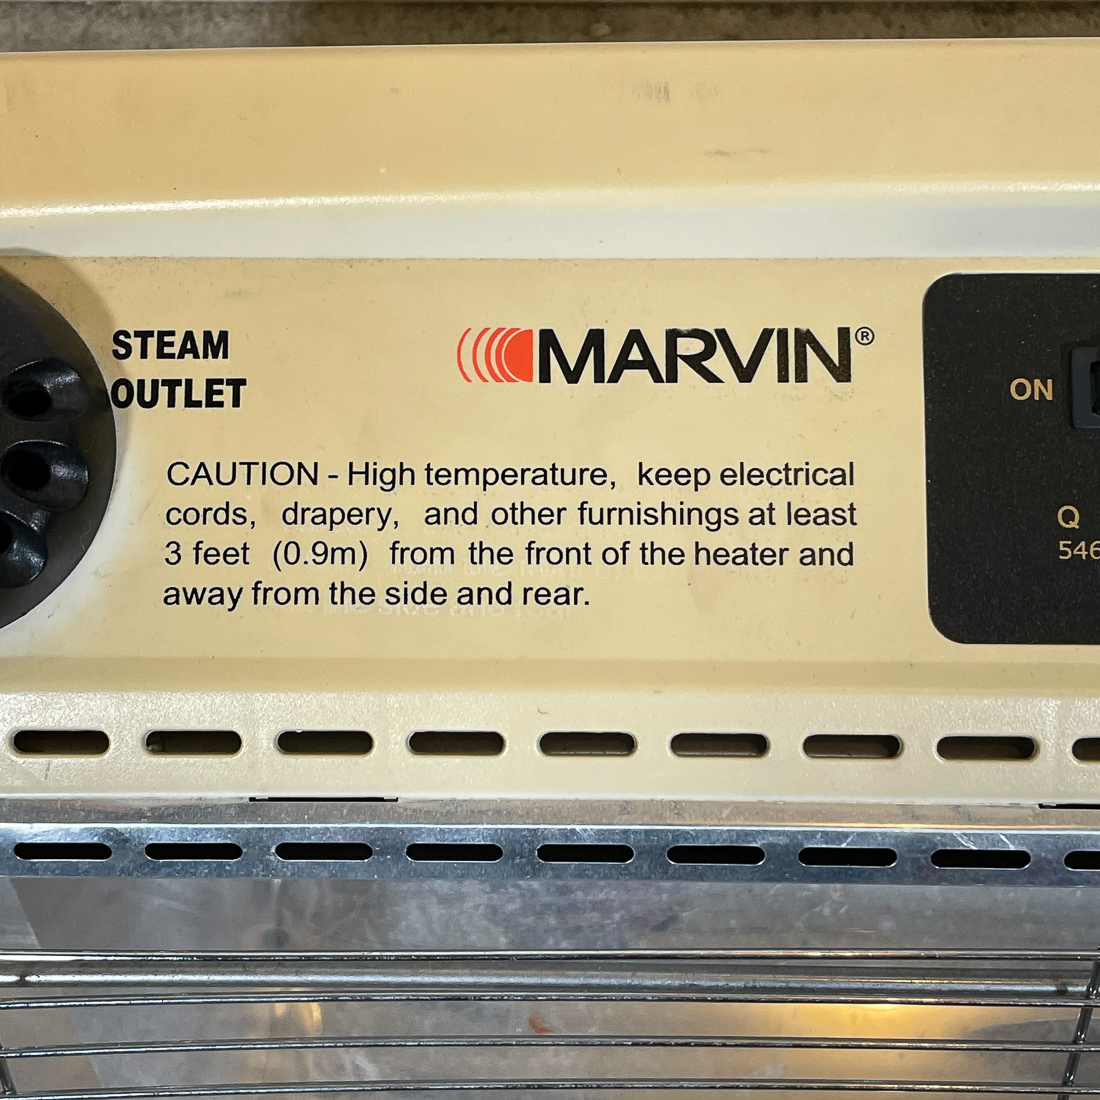 STEAM
OUTLET
MARVIN®
CAUTION - High temperature, keep electrical
cords, drapery, and other furnishings at least
3 feet (0.9m) from the front of the heater and
away from the side and rear.
ON
Q
546